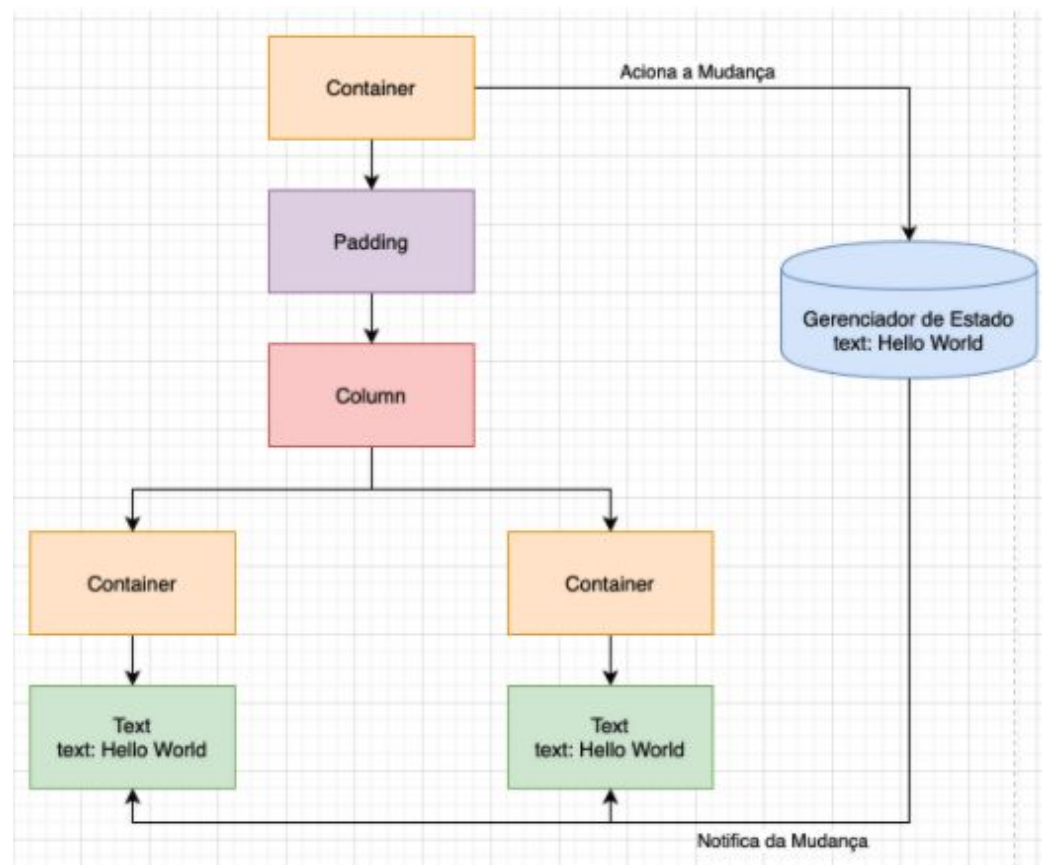 Container
Aciona a Mudança
Padding
Gerenciador de Estado
text: Hello World
Column
Container
Container
Text
text: Hello World
Text
text: Hello World
Notifica da Mudança